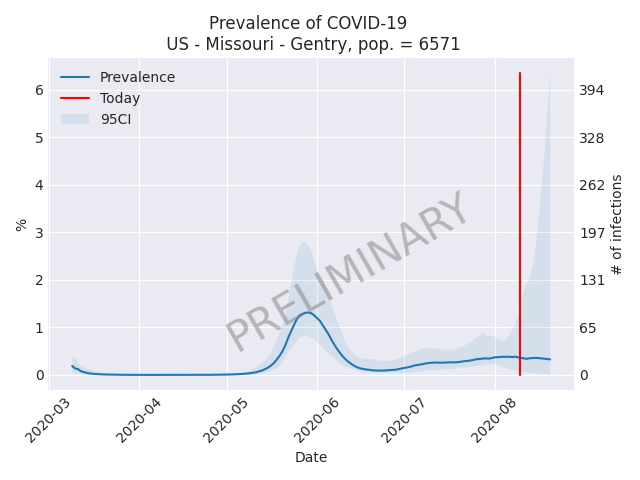 Prevalence of COVID-19
US - Missouri - Gentry, pop. = 6571
Prevalence
Today
95CI
6
5
4
3
2
1
0
%
394
328
262
197
131
65
0
# of infections
PRELIMINARY
2020-03
2020-04
2020-05
2020-06
2020-07
2020-08
Date